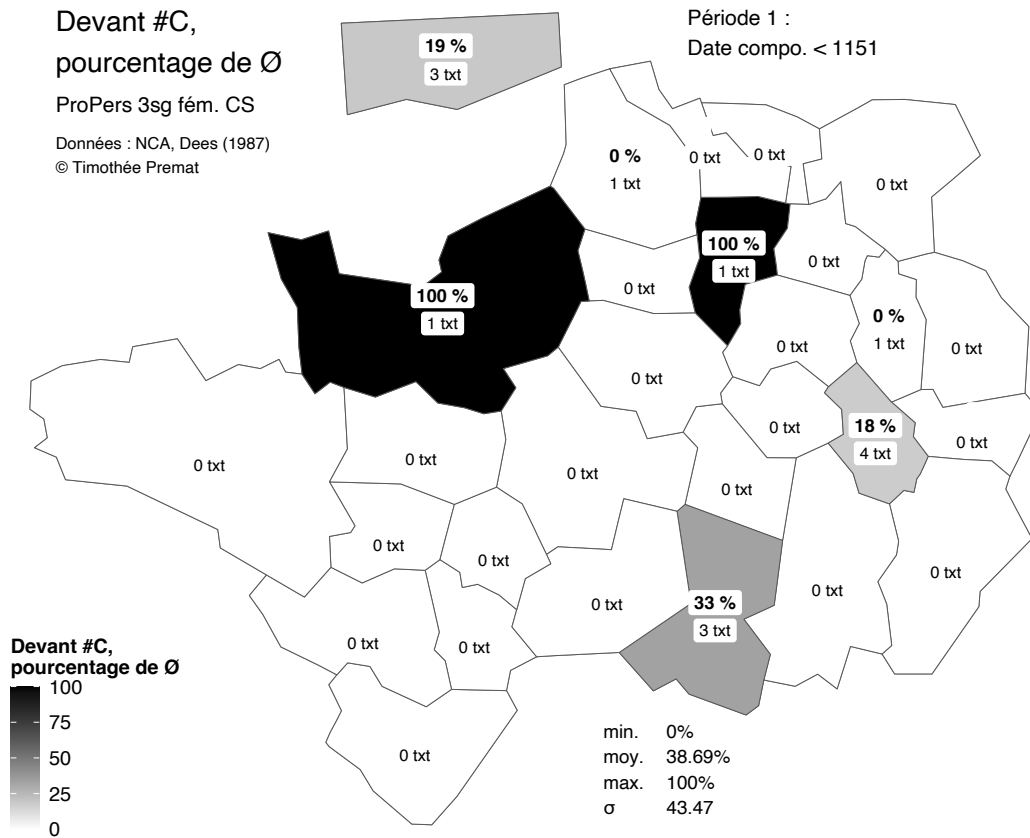 Devant #C,
pourcentage de Ø
ProPers 3sg fém. CS
Données : NCA, Dees (1987)
© Timothée Premat
Période 1 :
Date compo. < 1151
19 %
3 txt
0 %
1 txt
0 txt
0 txt
0 txt
100 %
1 txt
0 txt
0 txt
100 %
1 txt
0 %
1 txt
0 txt
0 txt
0 txt
18 %
4 txt
0 txt
0 txt
0 txt
0 txt
0 txt
0 txt
0 txt
0 txt
0 txt
0 txt
0 txt
33 %
3 txt
0 txt
0 txt
0 txt
Devant #C,
pourcentage de Ø
100
75
50
25
0
min. 0%
moy. 38.69%
max. 100%
σ 43.47